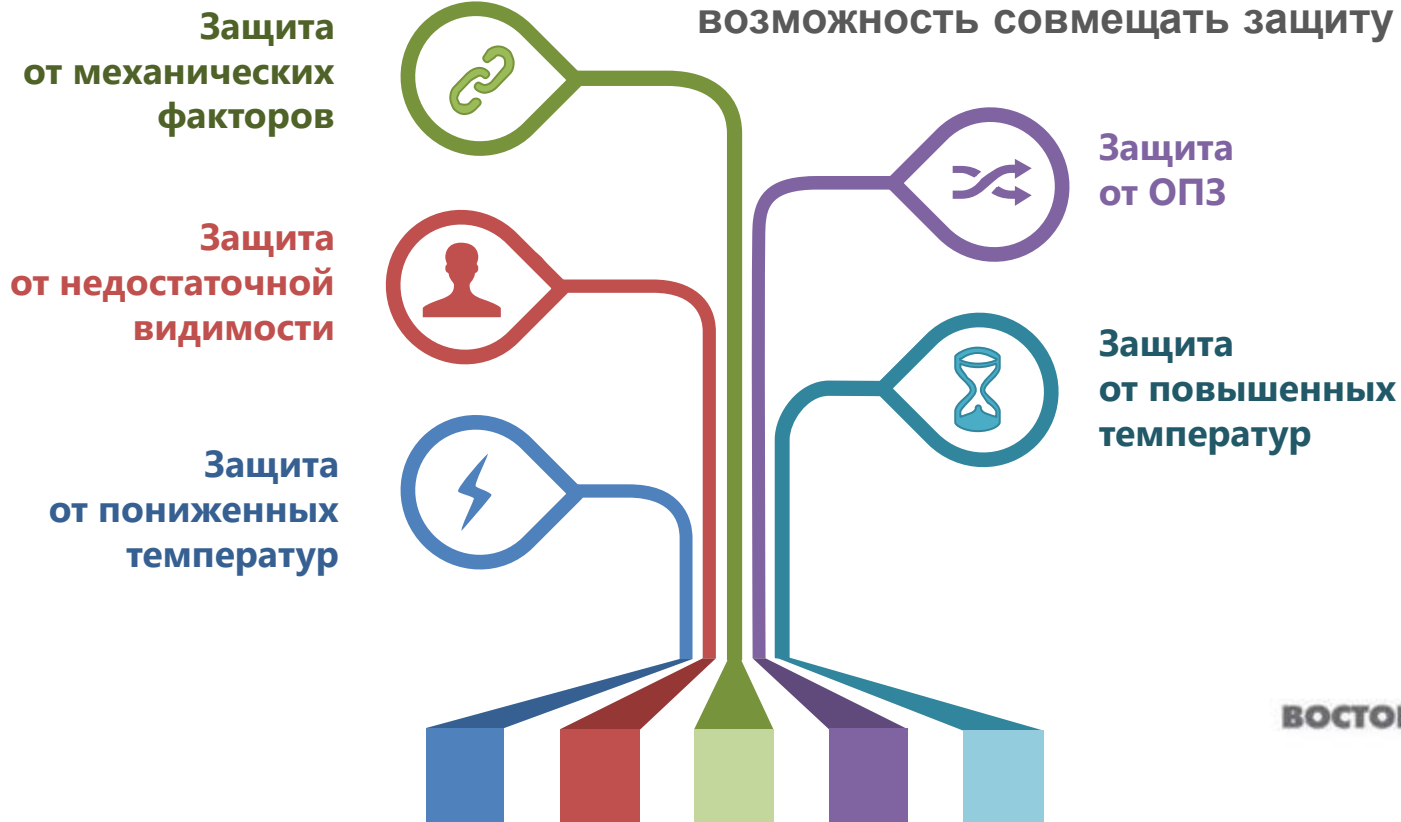 возможность совмещать защиту
Защита
от механических
факторов
Защита
от ОПЗ
Защита
от недостаточной
видимости
Защита
от повышенных
температур
Защита
от пониженных
температур